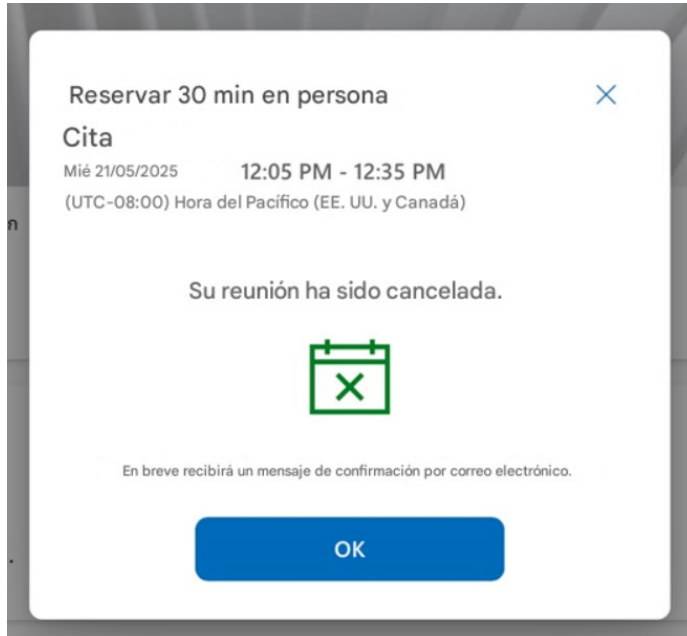 Reservar 30 min en persona
Cita
Mié 21/05/2025 12:05 PM - 12:35 PM
(UTC-08:00) Hora del Pacífico (EE. UU. y Canadá)
n
Su reunión ha sido cancelada.
En breve recibirá un mensaje de confirmación por correo electrónico.
OK
.